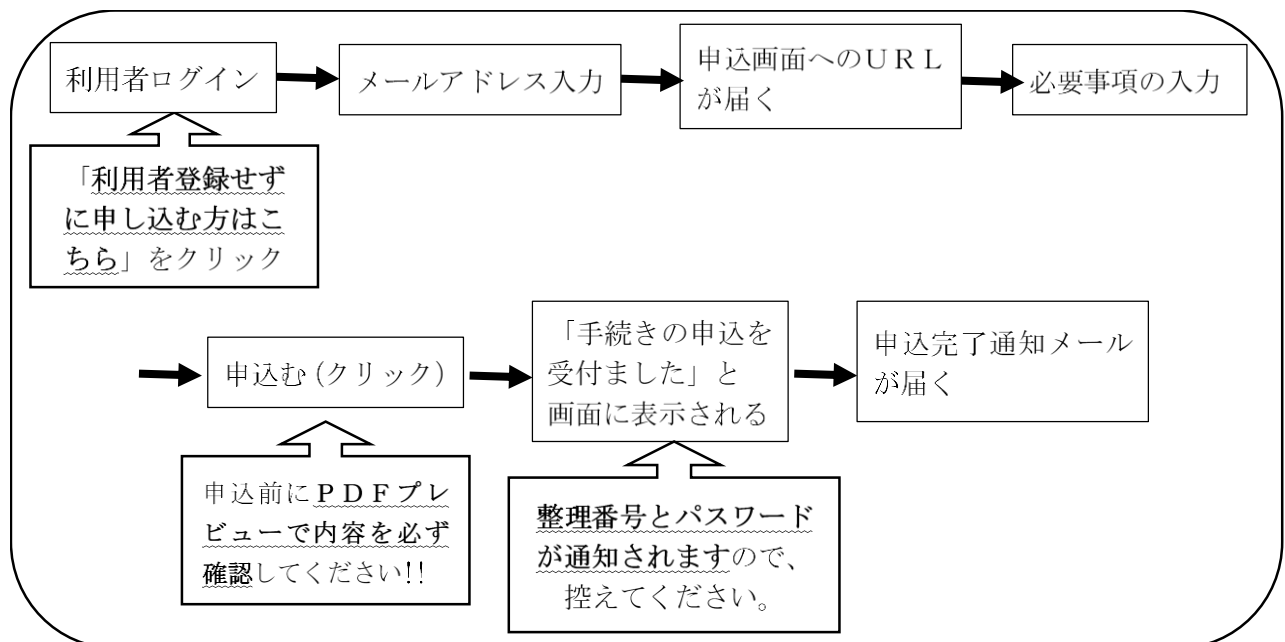 利用者ログイン
メールアドレス入力
申込画面へのＵＲＬ
が届く
必要事項の入力
「利用者登録せず
に申し込む方はこ
ちら」をクリック
申込む(クリック)
「手続きの申込を
受付ました」と
画面に表示される
申込完了通知メール
が届く
申込前にＰＤＦプレ
ビューで内容を必ず
確認してください!!
整理番号とパスワード
が通知されますので、
控えてください。